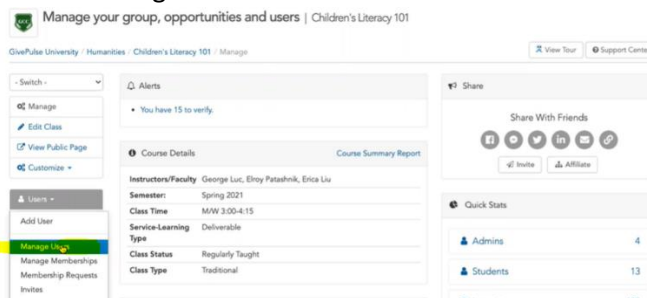 Manage your group, opportunities and users | Children's Literacy 101
GivePulse University / Humanities / Children's Literacy 101 / Manage
View Tour
Support Cente
- Switch -
Manage
Edit Class
View Public Page
Customize
Users
Add User
Manage Users
Manage Memberships
Membership Requests
Invites
Alerts
You have 15 to verify.
Course Details
Course Summary Report
Instructors/Faculty George Luc, Elroy Patashnik, Erica Liu
Semester: Spring 2021
Class Time M/W 3:00-4:15
Service-Learning Deliverable
Type
Class Status Regularly Taught
Class Type Traditional
Share
Share With Friends
Invite
Affiliate
Quick Stats
Admins 4
Students 13